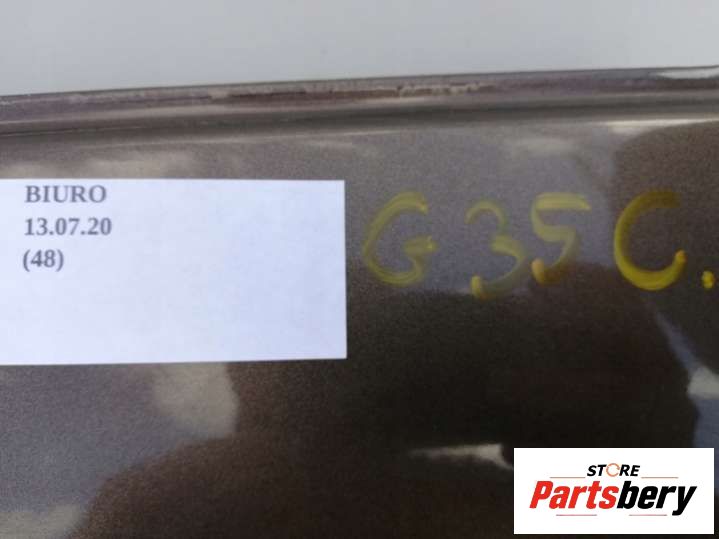 BIURO
13.07.20
(48)
G35C.
STORE
Partsbery